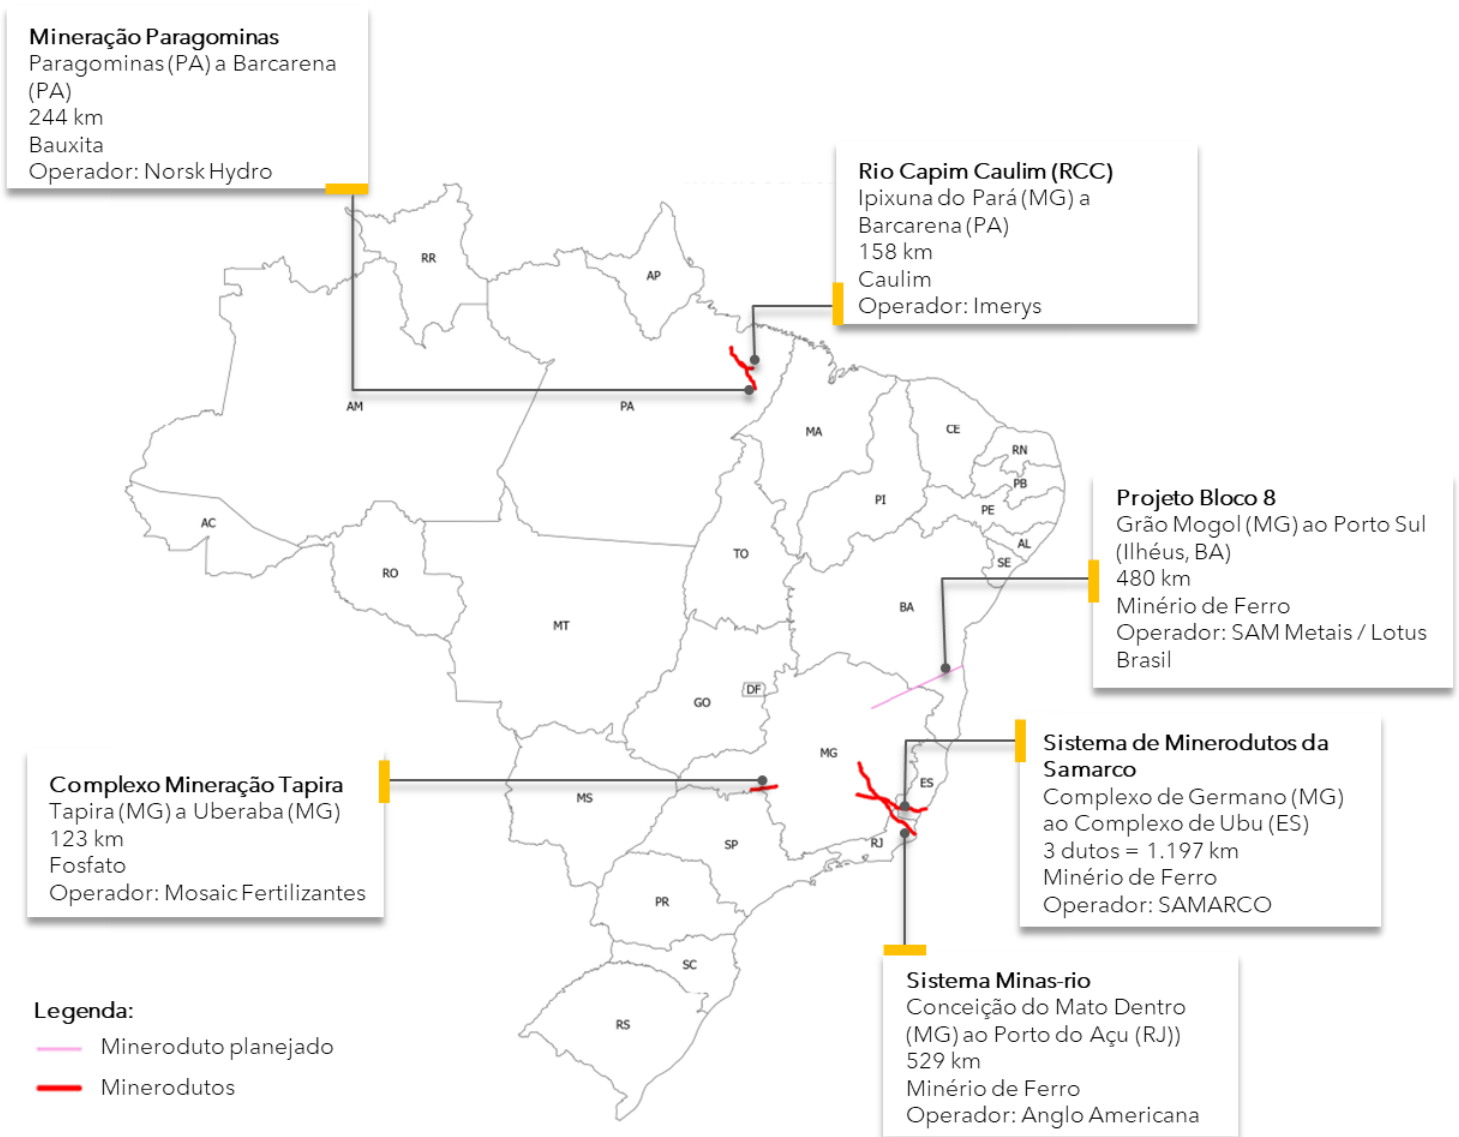 Mineração Paragominas
Paragominas (PA) a Barcarena
(PA)
244 km
Bauxita
Operador: Norsk Hydro
Rio Capim Caulim (RCC)
Ipixuna do Pará (MG) a
Barcarena (PA)
158 km
Caulim
Operador: Imerys
RR
AP
AM
PA
MA
CE
RN
PB
PE
PI
AL
SE
AC
RO
TO
BA
MT
GO
DF
MG
ES
MS
SP
RJ
PR
SC
RS
Projeto Bloco 8
Grão Mogol (MG) ao Porto Sul
(Ilhéus, BA)
480 km
Minério de Ferro
Operador: SAM Metais / Lotus
Brasil
Complexo Mineração Tapira
Tapira (MG) a Uberaba (MG)
123 km
Fosfato
Operador: Mosaic Fertilizantes
Sistema de Minerodutos da
Samarco
Complexo de Germano (MG)
ao Complexo de Ubu (ES)
3 dutos = 1.197 km
Minério de Ferro
Operador: SAMARCO
Sistema Minas-rio
Conceição do Mato Dentro
(MG) ao Porto do Açu (RJ))
529 km
Minério de Ferro
Operador: Anglo Americana
Legenda:
Mineroduto planejado
Minerodutos